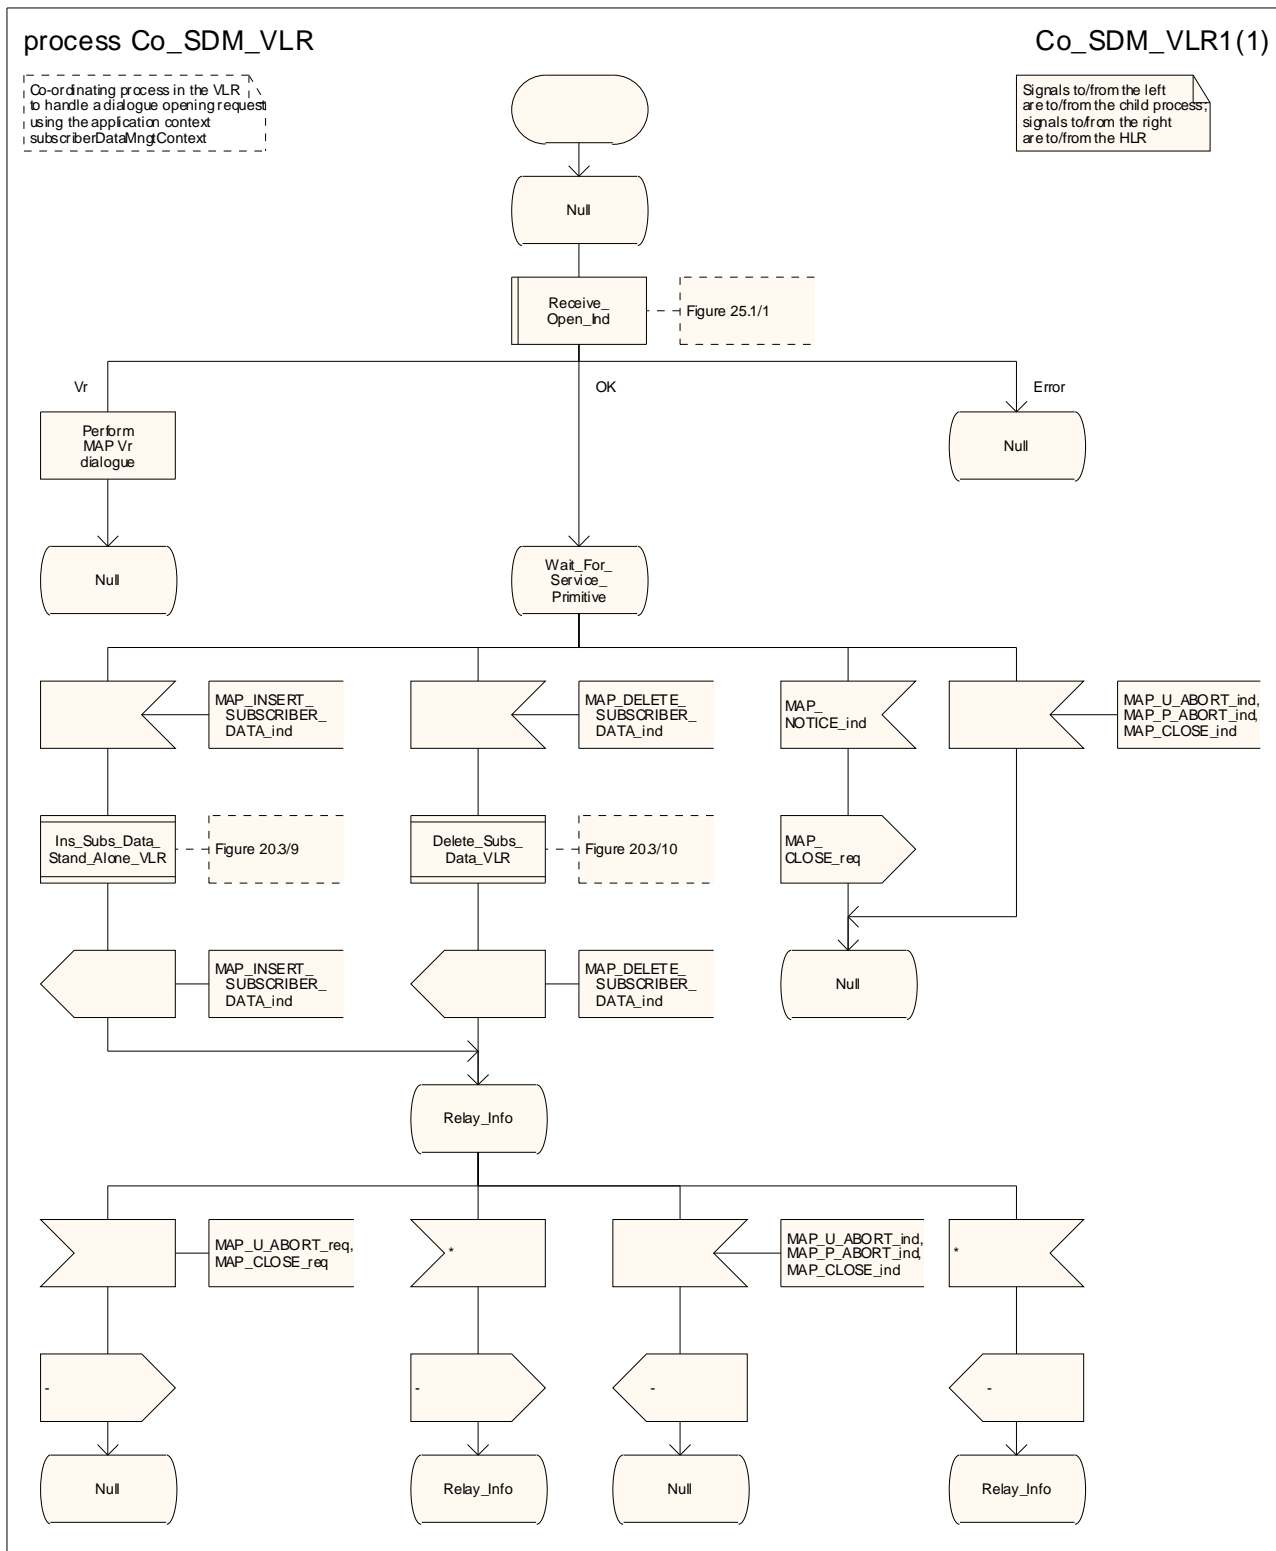 process Co_SDM_VLR
Co_SDM_VLR1(1)
Co-ordinating process in the VLR
to handle a dialogue opening request
using the application context
subscriberDataMngtContext
Signals to/from the left
are to/from the child process;
signals to/from the right
are to/from the HLR
Null
Receive_
Open_Ind
Figure 25.1/1
Vr
OK
Error
Perform
MAP Vr
dialogue
Null
Null
Wait_For_
Service_
Primitive
MAP_INSERT_
SUBSCRIBER_
DATA_ind
MAP_DELETE_
SUBSCRIBER_
DATA_ind
MAP_
NOTICE_ind
MAP_U_ABORT_ind,
MAP_P_ABORT_ind,
MAP_CLOSE_ind
Ins_Subs_Data_
Stand_Alone_VLR
Figure 20.3/9
Delete_Subs_
Data_VLR
Figure 20.3/10
MAP_
CLOSE_req
MAP_INSERT_
SUBSCRIBER_
DATA_ind
MAP_DELETE_
SUBSCRIBER_
DATA_ind
Null
Relay_Info
MAP_U_ABORT_req,
MAP_CLOSE_req
*
MAP_U_ABORT_ind,
MAP_P_ABORT_ind,
MAP_CLOSE_ind
*
-
-
-
-
Null
Relay_Info
Null
Relay_Info